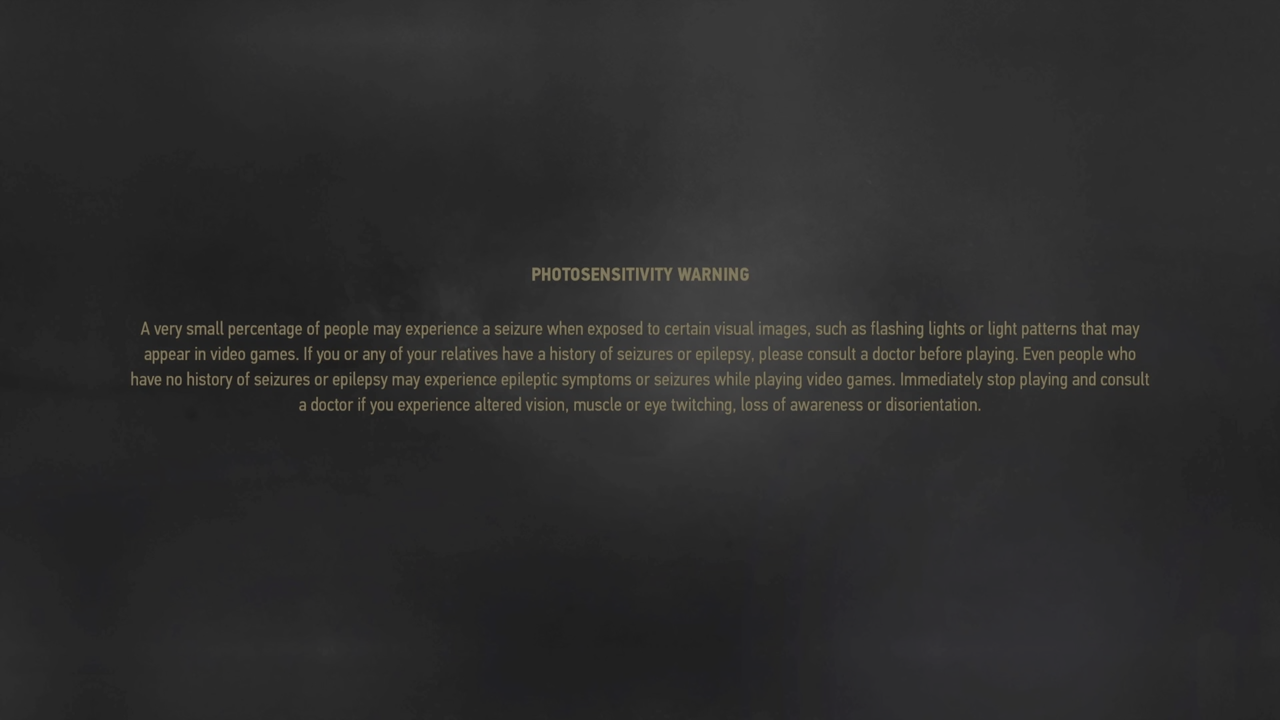 PHOTOSENSITIVITY WARNING
A very small percentage of people may experience a seizure when exposed to certain visual images, such as flashing lights or light patterns that may
appear in video games. If you or any of your relatives have a history of seizures or epilepsy, please consult a doctor before playing. Even people who
have no history of seizures or epilepsy may experience epileptic symptoms or seizures while playing video games. Immediately stop playing and consult
a doctor if you experience altered vision, muscle or eye twitching, loss of awareness or disorientation.